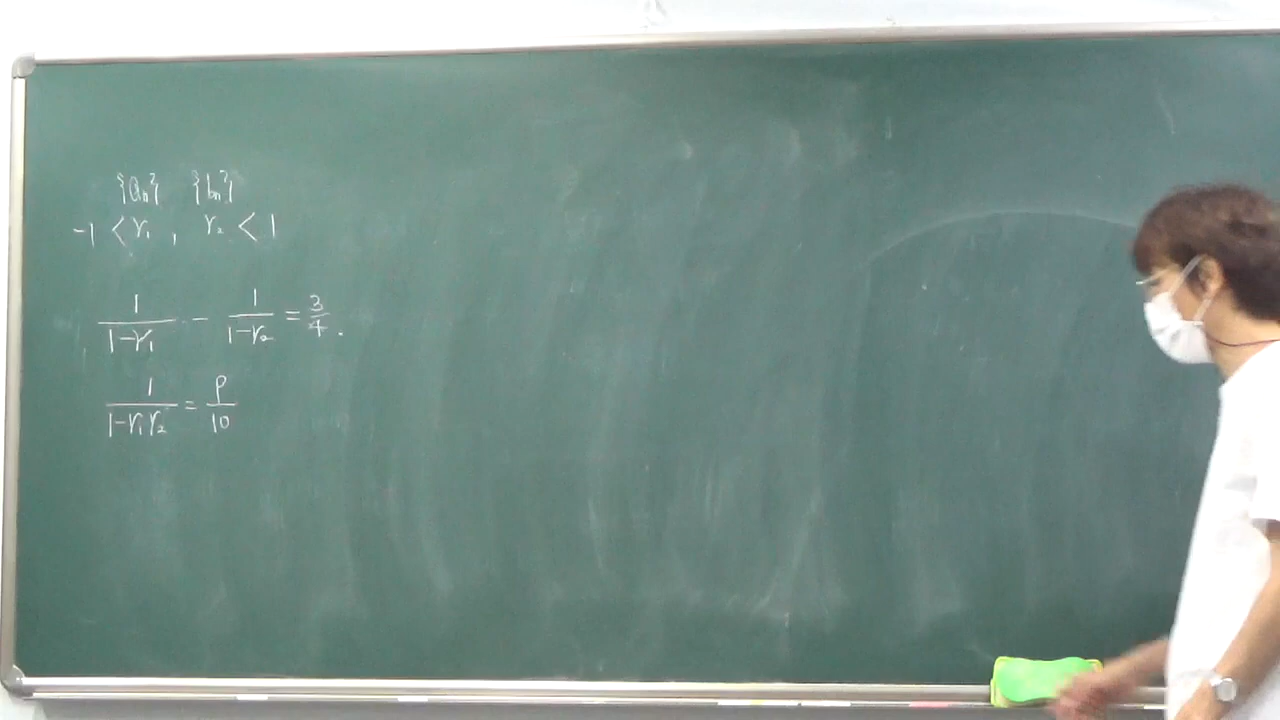 {an} {bn}
-1 < r₁ , r₂ < 1
1/(1-r₁) - 1/(1-r₂) = 3/4 .
1/(1-r₁r₂) = P/10